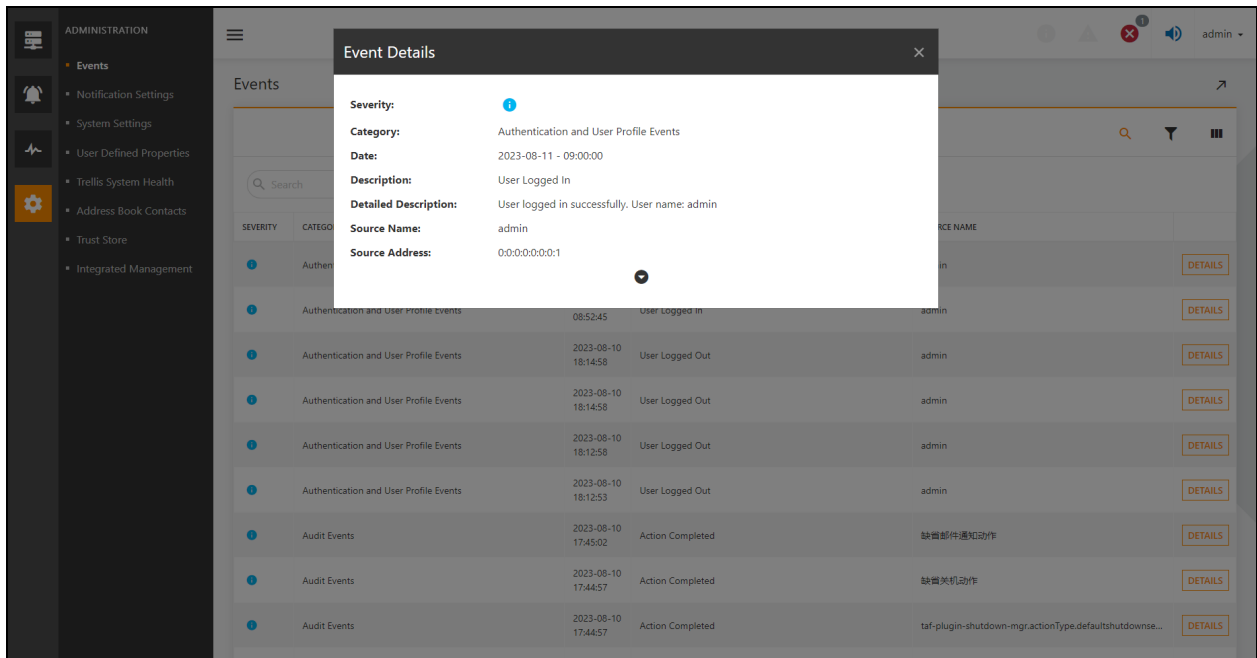 ADMINISTRATION
Events
Notification Settings
System Settings
User Defined Properties
Trellis System Health
Address Book Contacts
Trust Store
Integrated Management
1
admin
Events
Event Details
Severity:
Category: Authentication and User Profile Events
Date: 2023-08-11 - 09:00:00
Description: User Logged In
Detailed Description: User logged in successfully. User name: admin
Source Name: admin
Source Address: 0:0:0:0:0:0:0:1
Search
SEVERITY CATEGO RCE NAME
Authen in DETAILS
Authentication and User Profile Events 08:52:45 User Logged In admin DETAILS
2023-08-10
Authentication and User Profile Events 18:14:58 User Logged Out admin DETAILS
2023-08-10
Authentication and User Profile Events 18:14:58 User Logged Out admin DETAILS
2023-08-10
Authentication and User Profile Events 18:12:58 User Logged Out admin DETAILS
2023-08-10
Authentication and User Profile Events 18:12:53 User Logged Out admin DETAILS
2023-08-10
Audit Events 17:45:02 Action Completed 缺省邮件通知动作 DETAILS
2023-08-10
Audit Events 17:44:57 Action Completed 缺省关机动作 DETAILS
2023-08-10
Audit Events 17:44:57 Action Completed taf-plugin-shutdown-mgr.actionType.defaultshutdownse... DETAILS